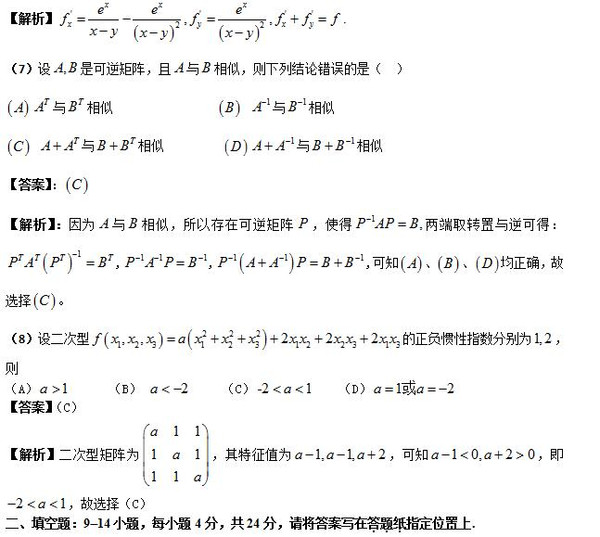 【解析】$f_x' = \frac{e^x}{x-y} - \frac{e^x}{(x-y)^2}, f_y' = \frac{e^x}{(x-y)^2}, f_x' + f_y' = f$.
（7）设 $A,B$ 是可逆矩阵，且 $A$ 与 $B$ 相似，则下列结论错误的是（ ）
$(A)$ $A^T$ 与 $B^T$ 相似 $(B)$ $A^{-1}$ 与 $B^{-1}$ 相似
$(C)$ $A+A^T$ 与 $B+B^T$ 相似 $(D)$ $A+A^{-1}$ 与 $B+B^{-1}$ 相似
【答案】：$(C)$
【解析】：因为 $A$ 与 $B$ 相似，所以存在可逆矩阵 $P$，使得 $P^{-1}AP = B$, 两端取转置与逆可得：
$P^T A^T (P^T)^{-1} = B^T$, $P^{-1}A^{-1}P = B^{-1}$, $P^{-1}(A+A^{-1})P = B+B^{-1}$, 可知$(A)$、$(B)$、$(D)$均正确，故
选择$(C)$。
（8）设二次型 $f(x_1,x_2,x_3) = a(x_1^2+x_2^2+x_3^2)+2x_1x_2+2x_2x_3+2x_1x_3$ 的正负惯性指数分别为$1,2$，
则
（A）$a>1$ （B） $a<-2$ （C）$-2<a<1$ （D）$a=1$或$a=-2$
【答案】(C)
【解析】二次型矩阵为 $\begin{pmatrix} a & 1 & 1 \\ 1 & a & 1 \\ 1 & 1 & a \end{pmatrix}$，其特征值为 $a-1,a-1,a+2$，可知 $a-1<0,a+2>0$，即
$-2<a<1$，故选择（C）
二、填空题：9–14小题，每小题4分，共24分，请将答案写在答题纸指定位置上.